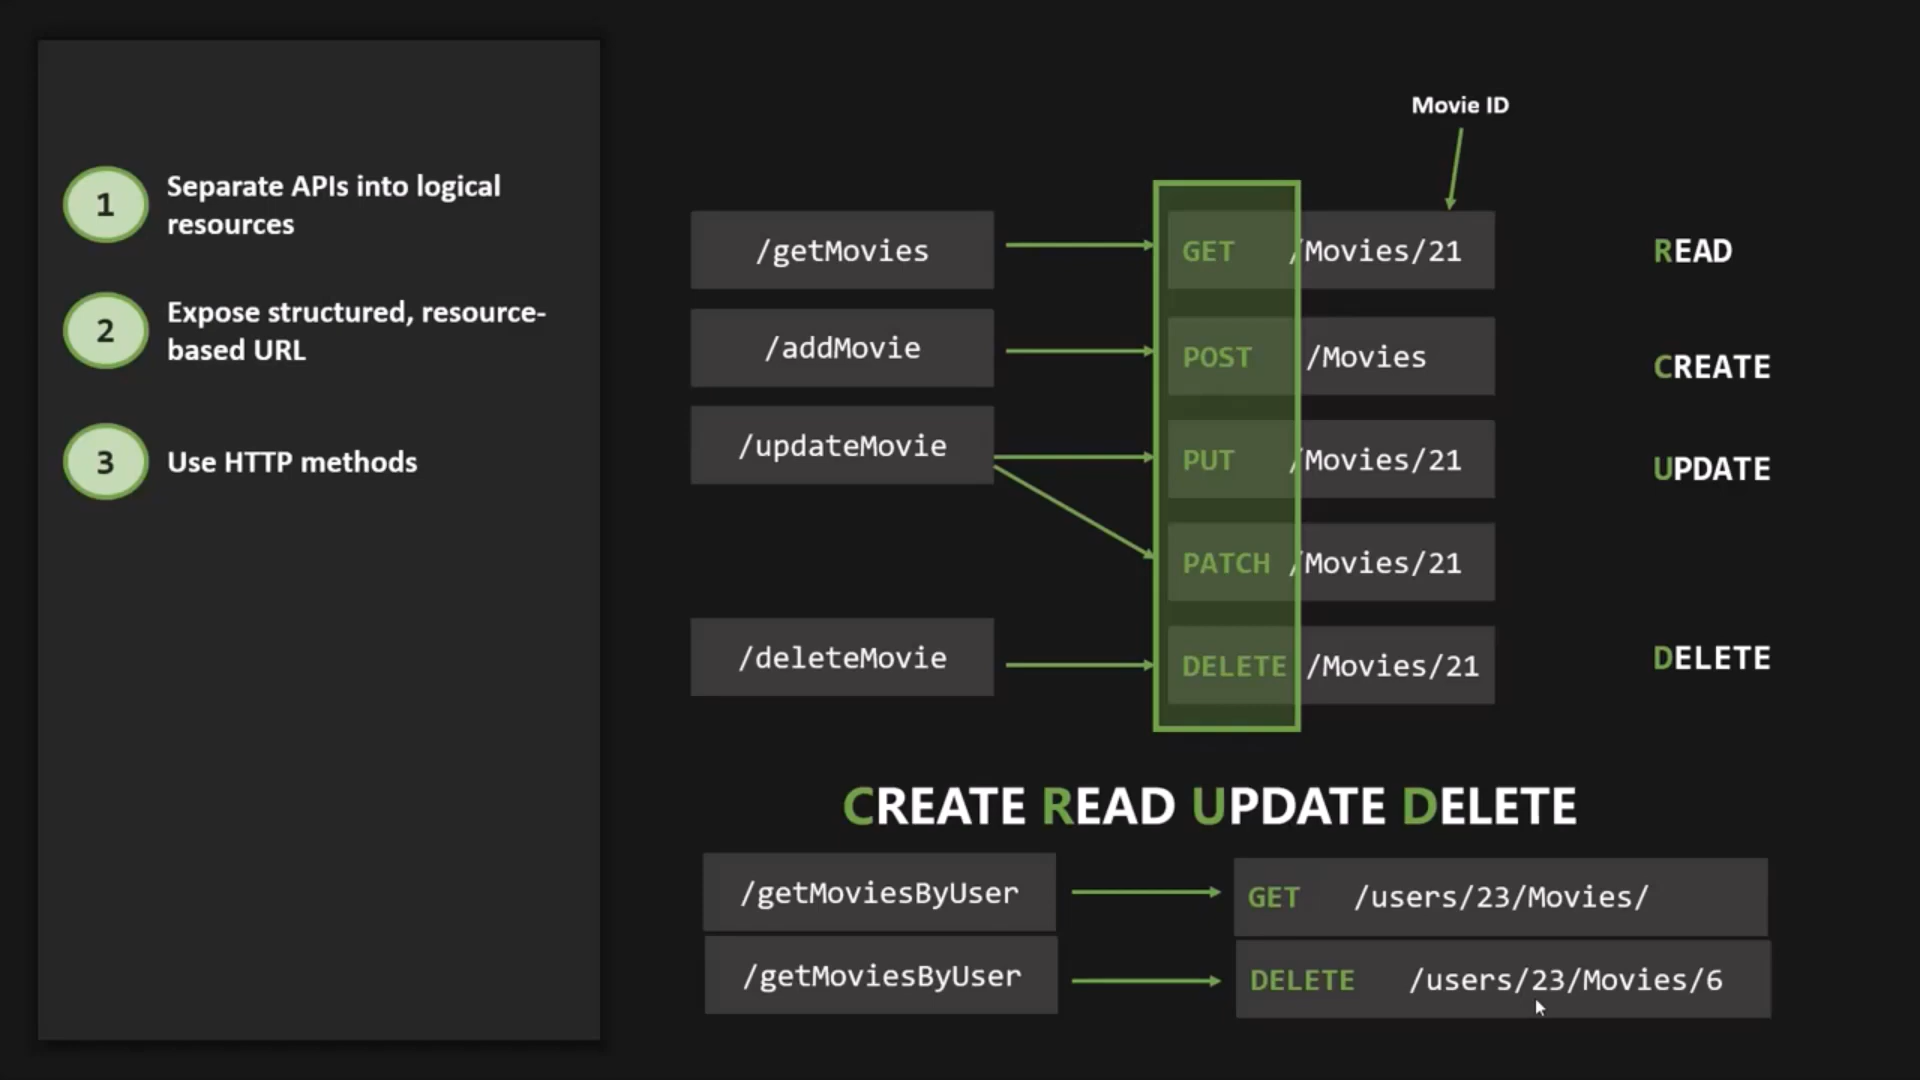 1
Separate APIs into logical
resources
2
Expose structured, resource-
based URL
3
Use HTTP methods
Movie ID
/getMovies
GET /Movies/21
READ
/addMovie
POST /Movies
CREATE
/updateMovie
PUT /Movies/21
UPDATE
PATCH /Movies/21
/deleteMovie
DELETE /Movies/21
DELETE
CREATE READ UPDATE DELETE
/getMoviesByUser
GET /users/23/Movies/
/getMoviesByUser
DELETE /users/23/Movies/6